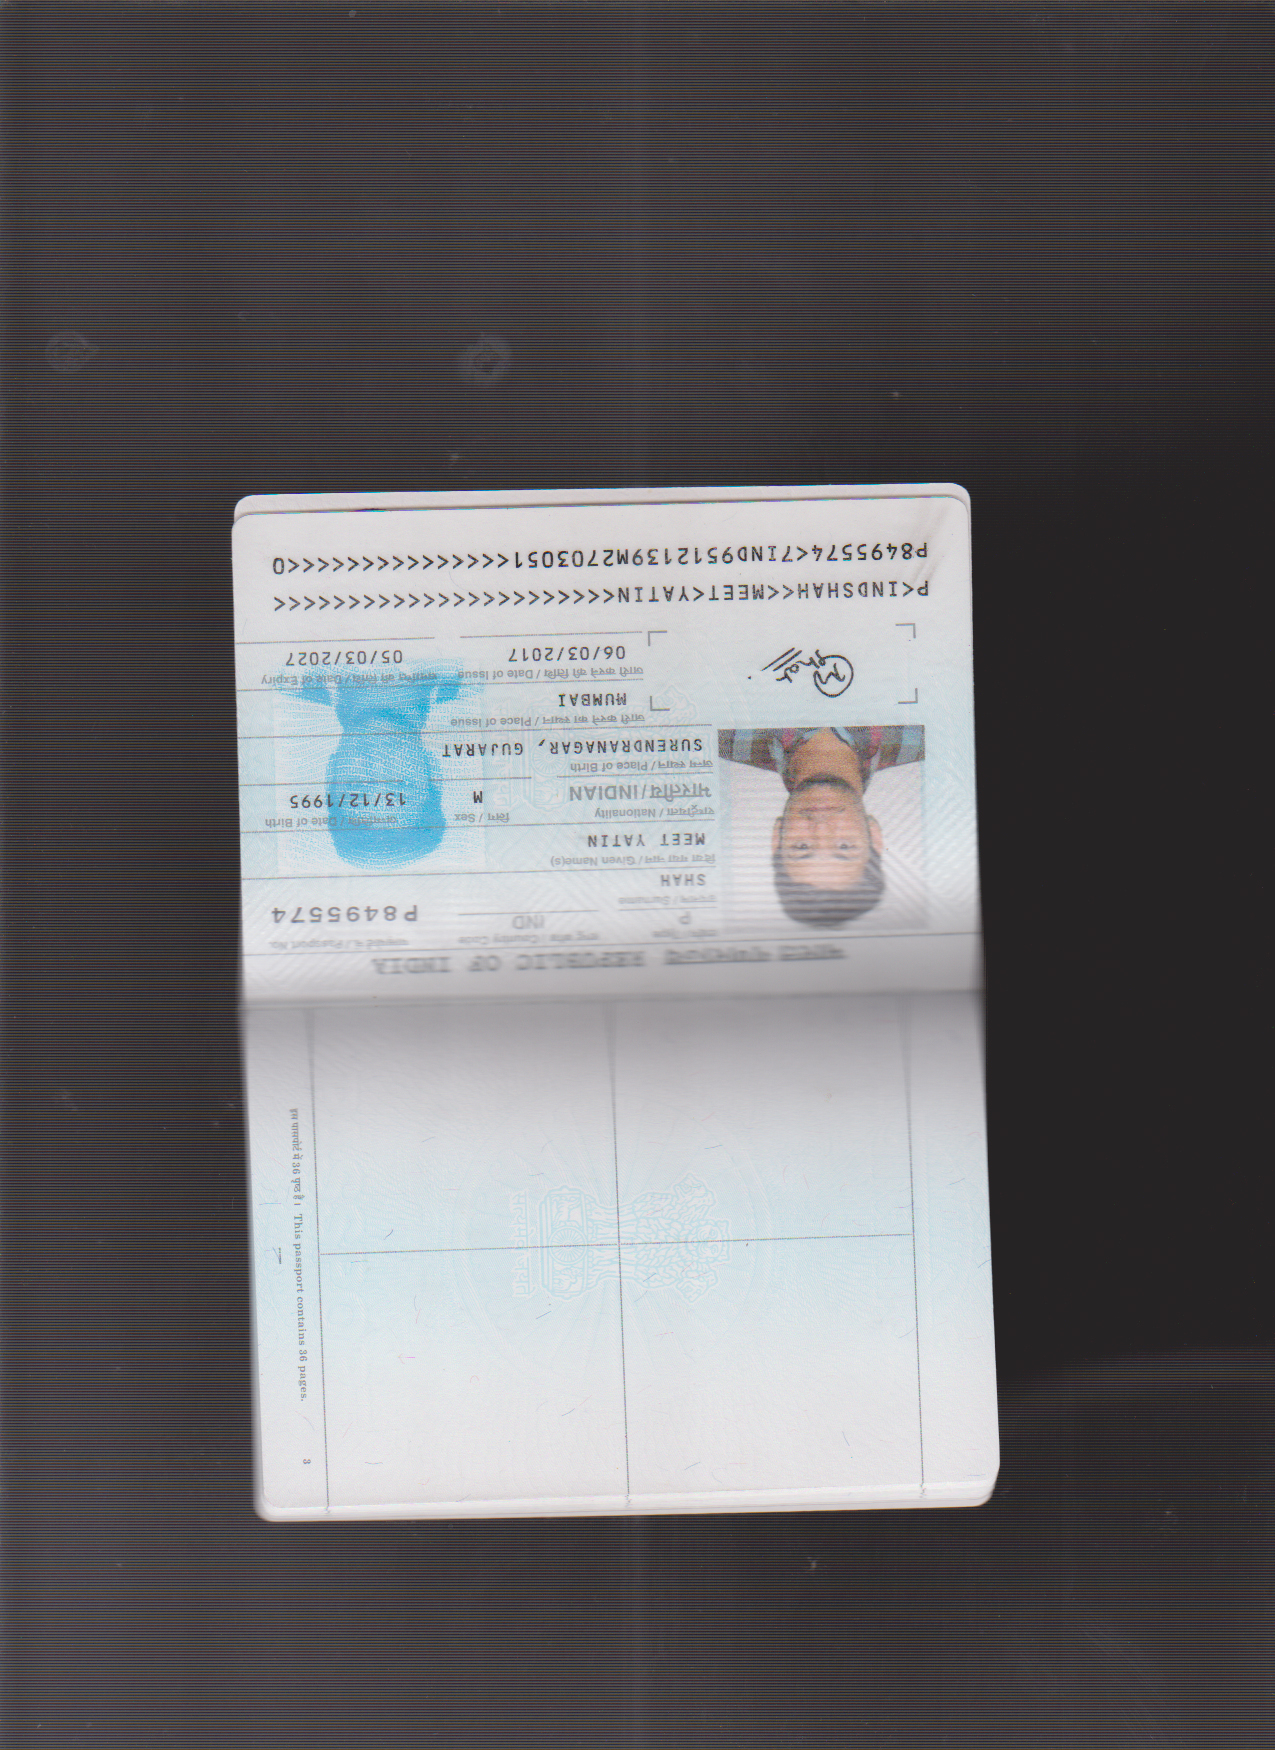 भारत गणराज्य REPUBLIC OF INDIA
टाइप / Type
राष्ट्र कोड / Country Code
पासपोर्ट नं. / Passport No.
P
IND
P8495574
उपनाम / Surname
SHAH
दिया गया नाम / Given Name(s)
MEET YATIN
राष्ट्रीयता / Nationality
लिंग / Sex
जन्मतिथि / Date of Birth
भारतीय/INDIAN
M
13/12/1995
जन्म स्थान / Place of Birth
SURENDRANAGAR, GUJARAT
जारी करने का स्थान / Place of Issue
MUMBAI
जारी करने की तिथि / Date of Issue
समाप्ति की तिथि / Date of Expiry
06/03/2017
05/03/2027
P<INDSHAH<<MEET<YATIN<<<<<<<<<<<<<<<<<<<<<<<
P8495574<7IND9512139M2703051<<<<<<<<<<<<<<<0
इस पासपोर्ट में 36 पृष्ठ हैं। This passport contains 36 pages.
3